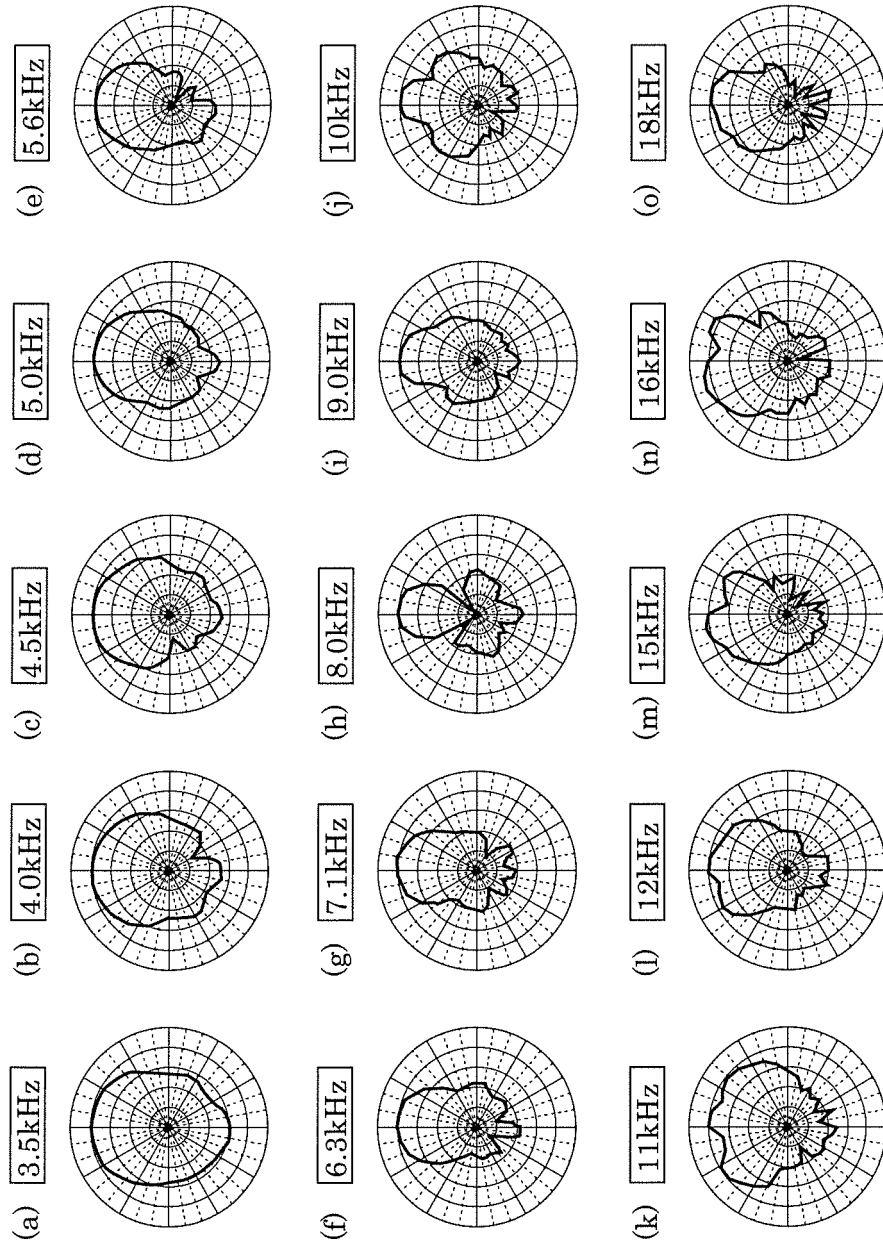 (a) 3.5kHz
(b) 4.0kHz
(c) 4.5kHz
(d) 5.0kHz
(e) 5.6kHz
(f) 6.3kHz
(g) 7.1kHz
(h) 8.0kHz
(i) 9.0kHz
(j) 10kHz
(k) 11kHz
(l) 12kHz
(m) 15kHz
(n) 16kHz
(o) 18kHz